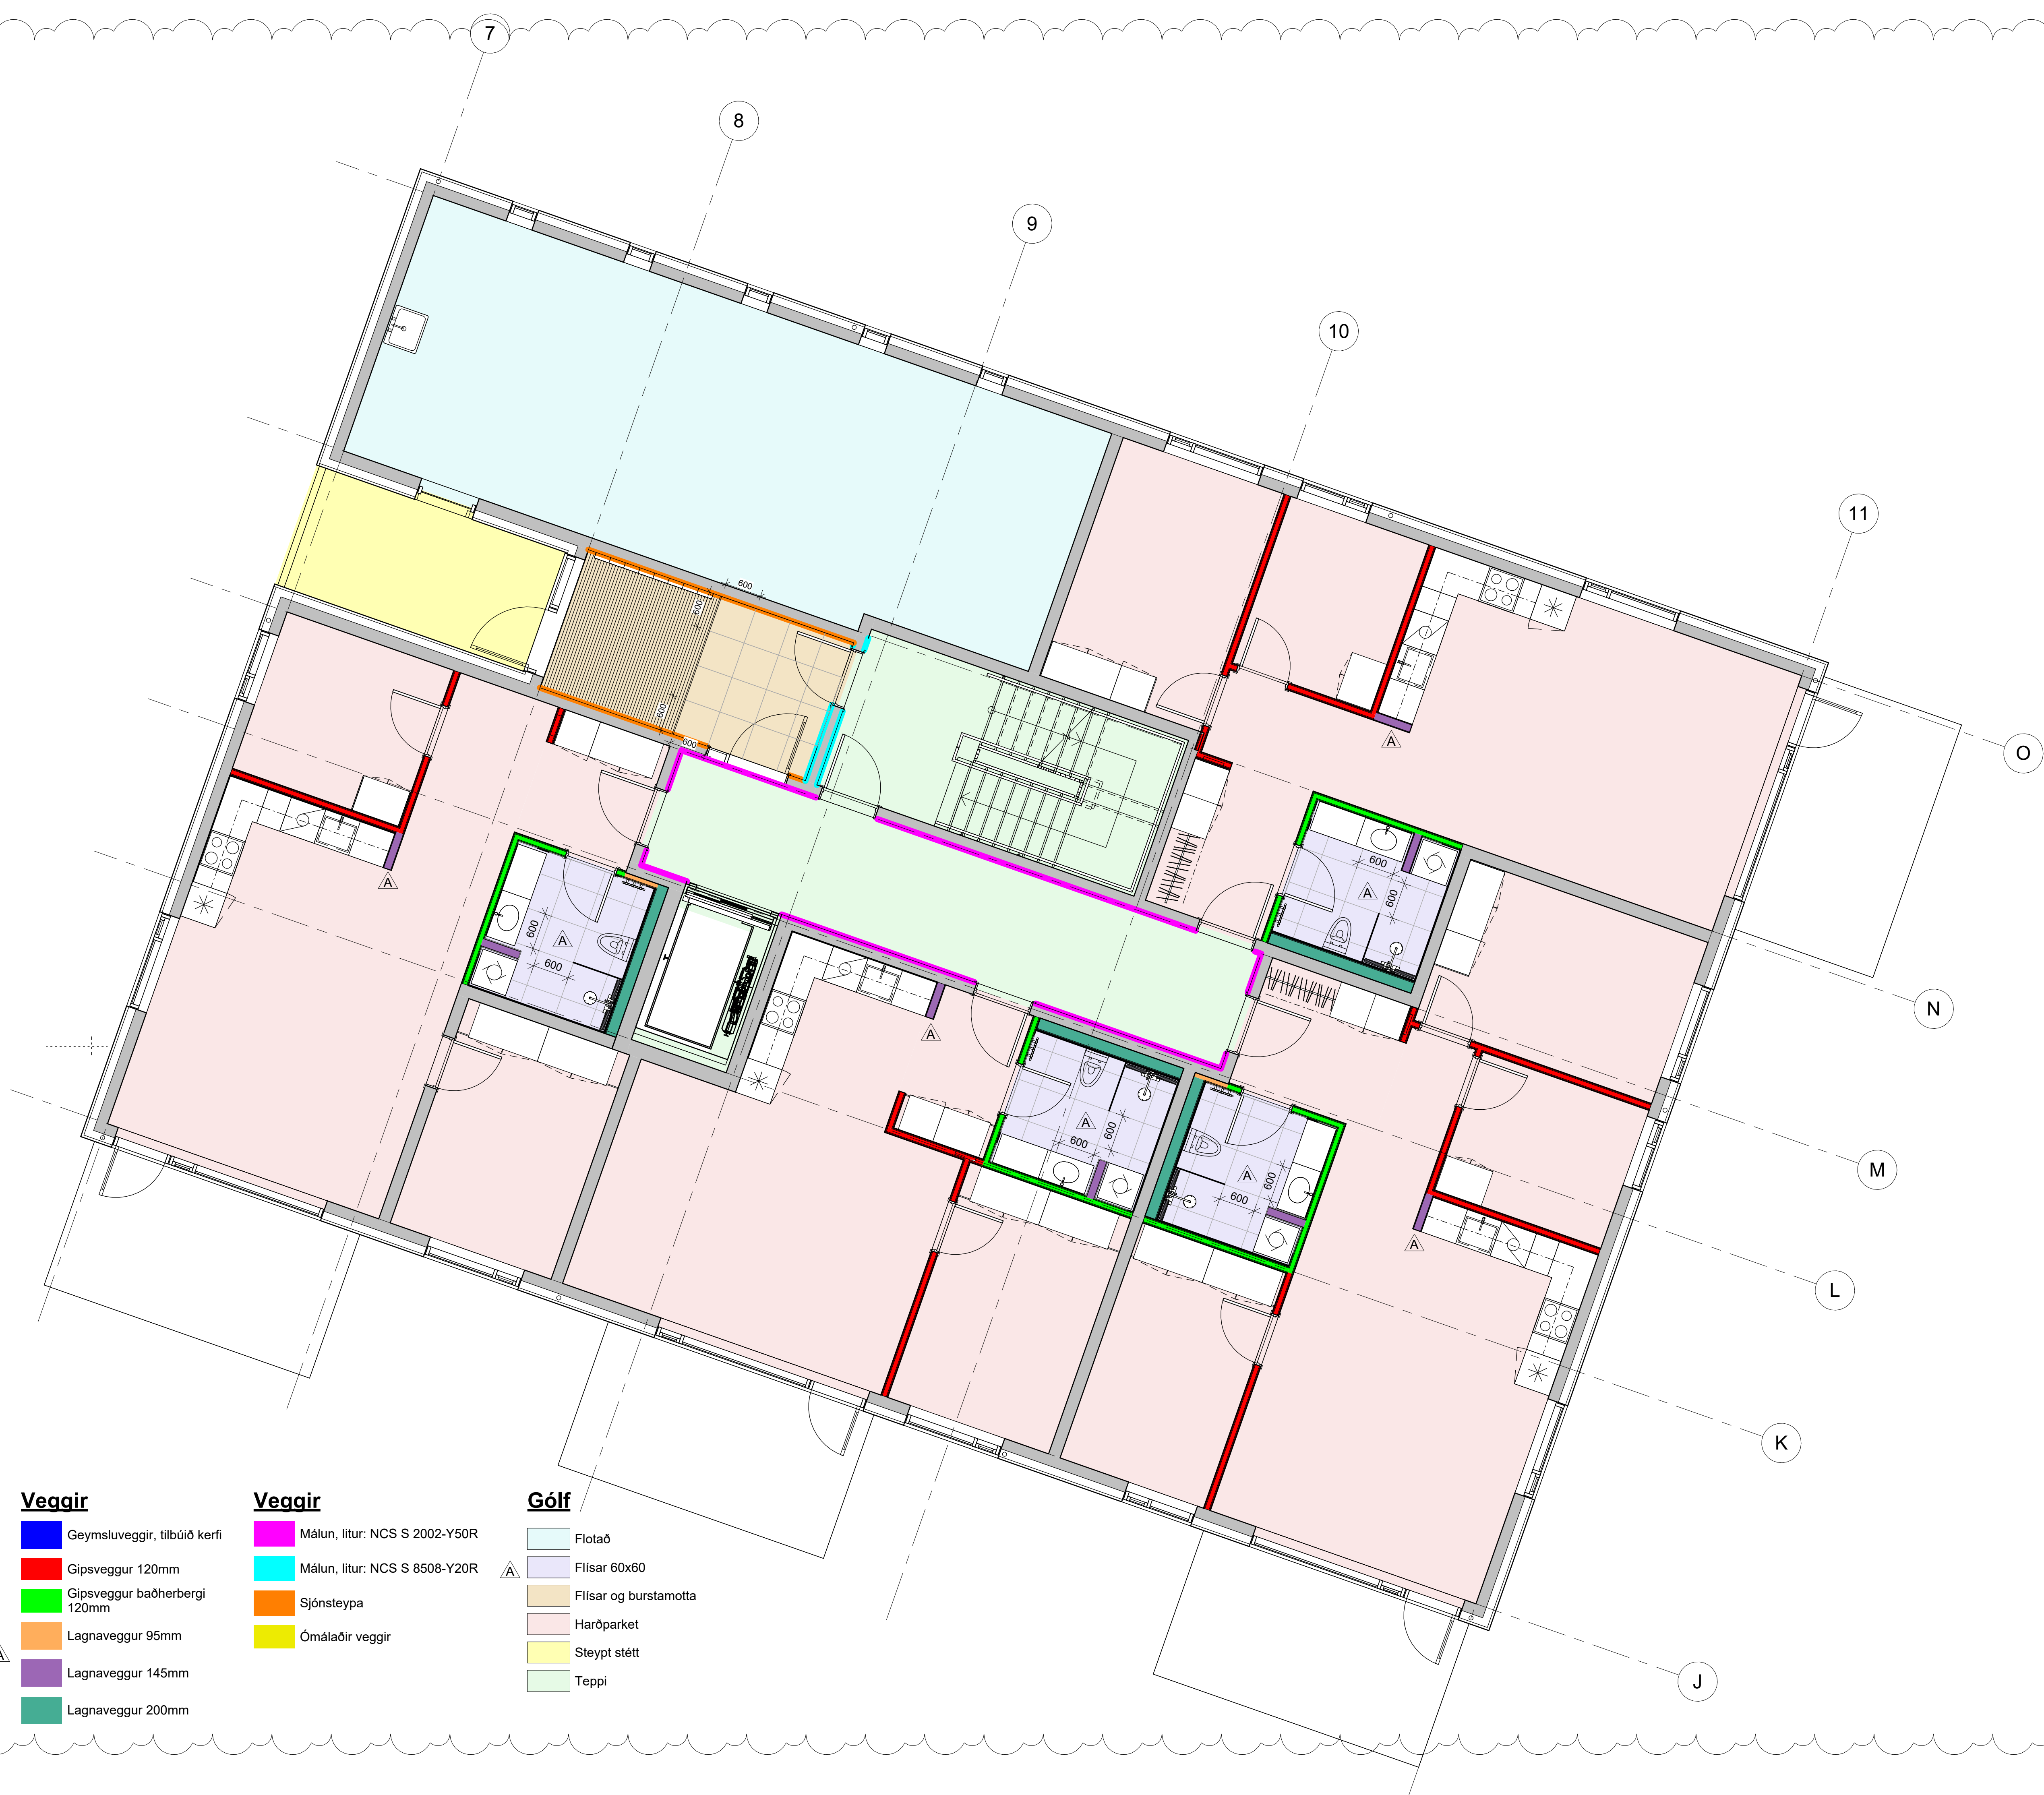 7
8
9
10
11
O
N
M
L
K
J
600
600
600
600
600
600
A
A
600
A
600
A
600
A
600
A
600
A
600
A
600
A
Veggir
Geymsluveggir, tilbúið kerfi
Gipsveggur 120mm
Gipsveggur baðherbergi
120mm
Lagnaveggur 95mm
A
Lagnaveggur 145mm
Lagnaveggur 200mm
Veggir
Málun, litur: NCS S 2002-Y50R
Málun, litur: NCS S 8508-Y20R
Sjónsteypa
Ómálaðir veggir
Gólf
Flotað
A
Flísar 60x60
Flísar og burstamotta
Harðparket
Steypt stétt
Teppi